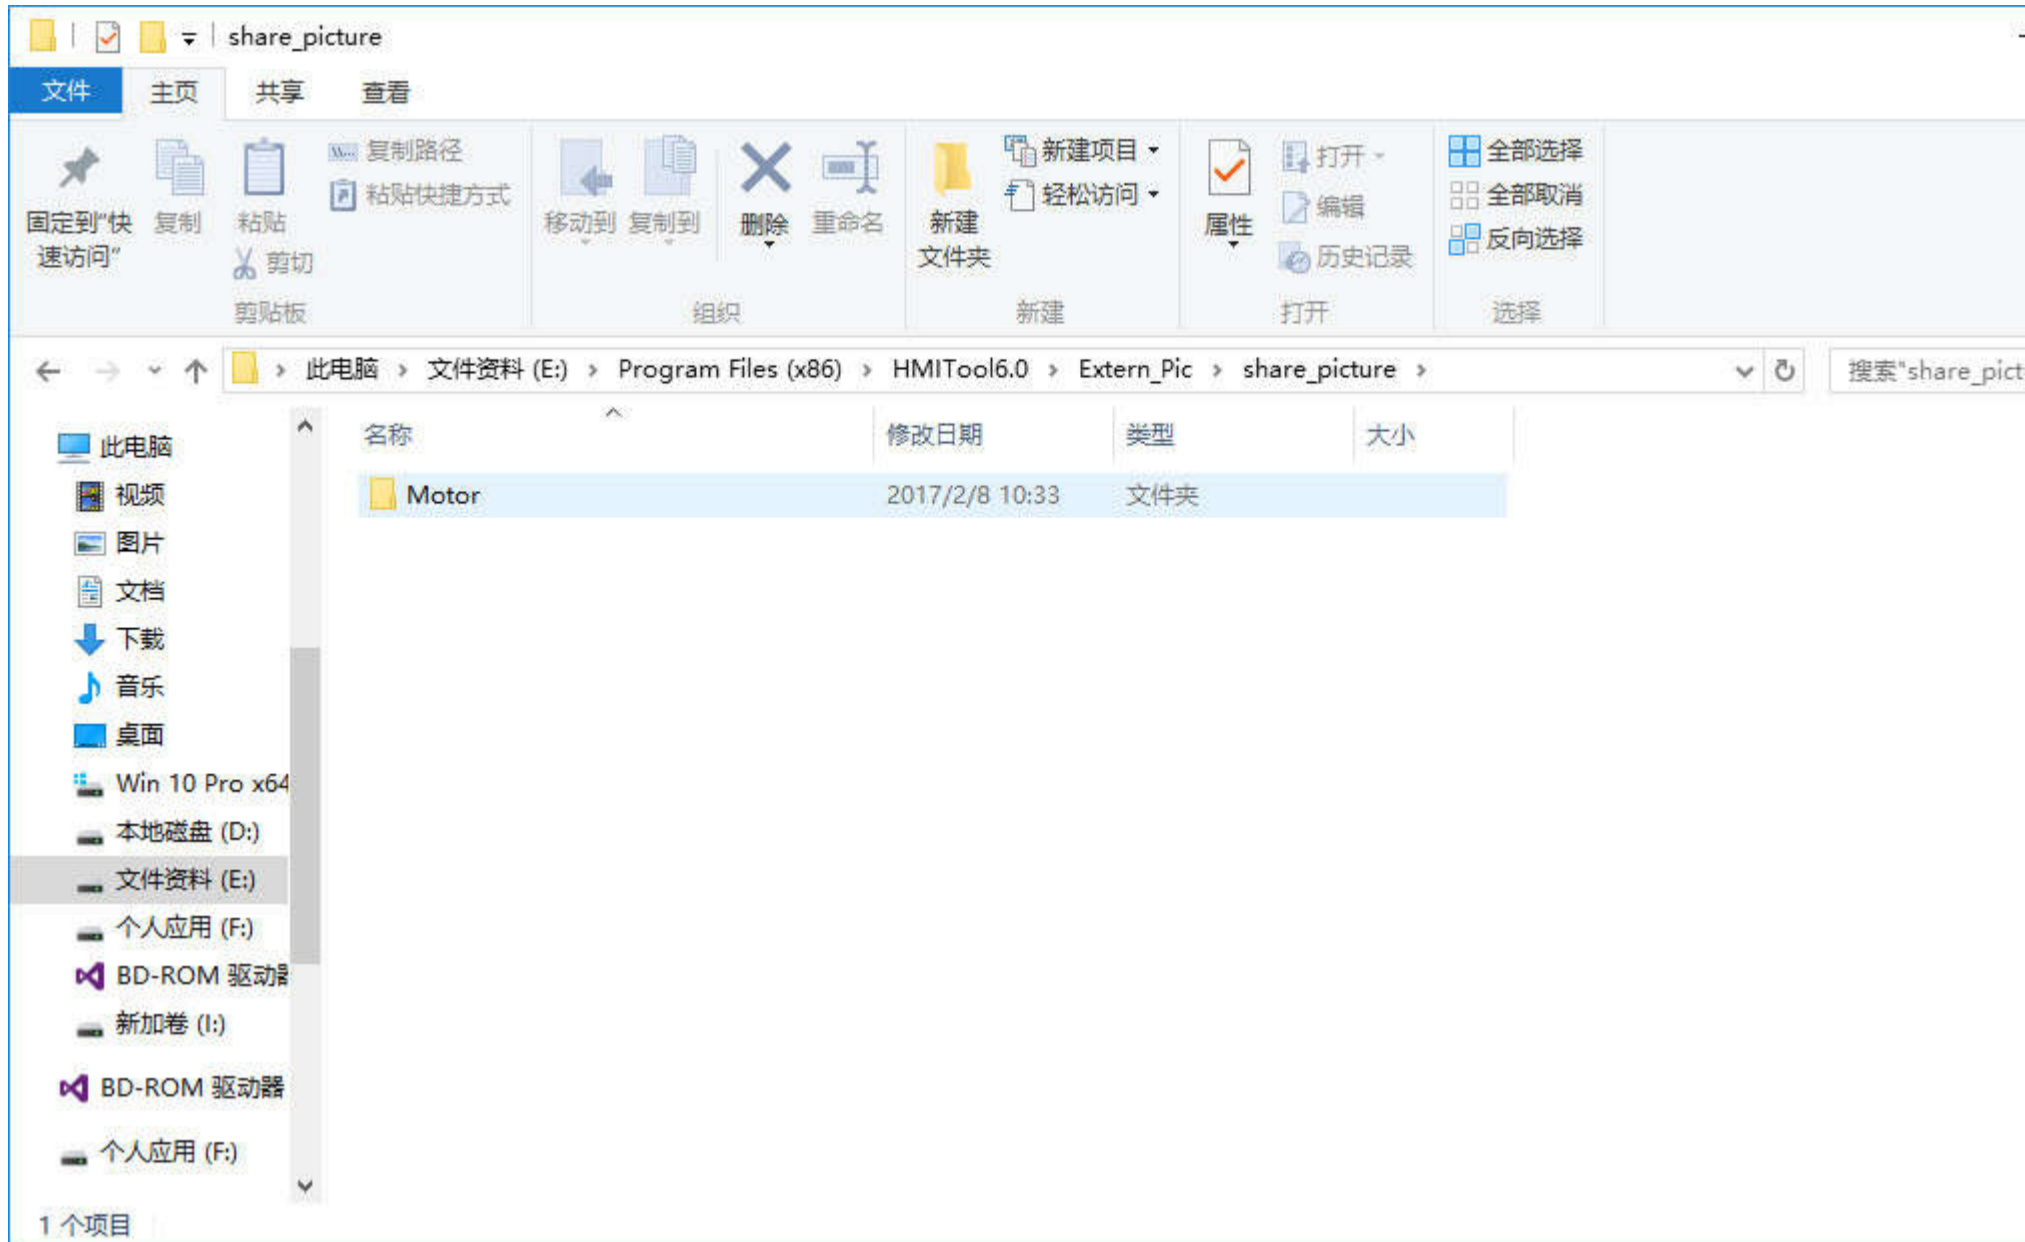 share_picture
文件 主页 共享 查看
固定到"快速访问"
复制
粘贴
复制路径
粘贴快捷方式
剪切
剪贴板
移动到
复制到
删除
重命名
组织
新建
文件夹
新建项目
轻松访问
新建
属性
打开
编辑
历史记录
打开
全部选择
全部取消
反向选择
选择
此电脑 > 文件资料 (E:) > Program Files (x86) > HMITool6.0 > Extern_Pic > share_picture >
搜索"share_pict
名称 修改日期 类型 大小
Motor 2017/2/8 10:33 文件夹
此电脑
视频
图片
文档
下载
音乐
桌面
Win 10 Pro x64
本地磁盘 (D:)
文件资料 (E:)
个人应用 (F:)
BD-ROM 驱动
新加卷 (I:)
BD-ROM 驱动器
个人应用 (F:)
1 个项目